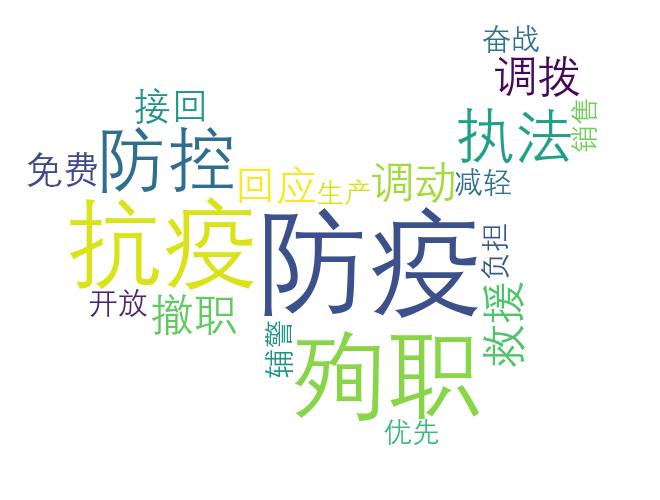 奋战
调拨
接回
销售
执法
防控
免费
回应
生产
调动
减轻
抗疫
防疫
负担
开放
撤职
救援
辅警
殉职
优先